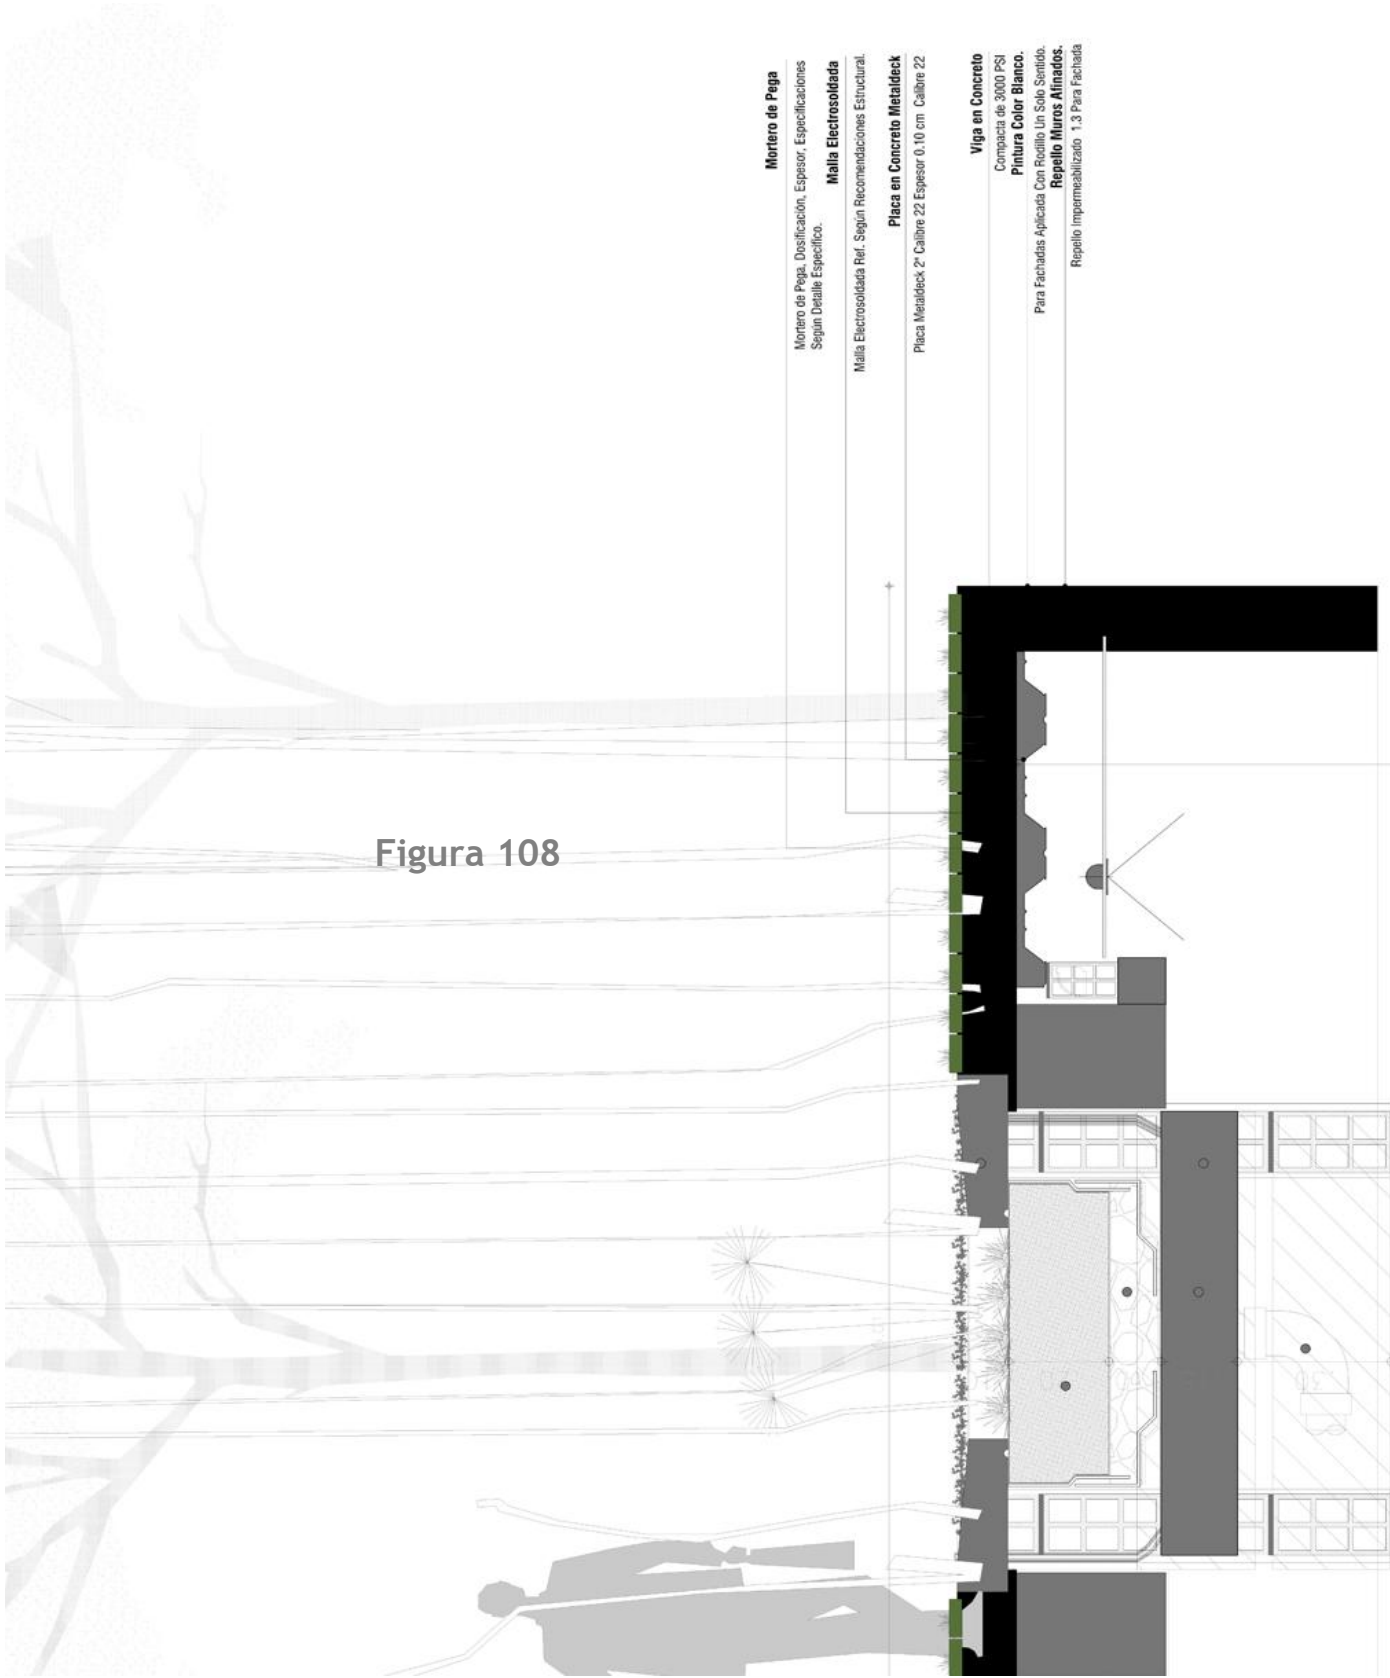 Mortero de Pega
Mortero de Pega, Dosificación, Espesor, Especificaciones
Según Detalle Especifico.
Malla Electrosoldada
Malla Electrosoldada Ref. Según Recomendaciones Estructural.
Placa en Concreto Metaldeck
Placa Metaldeck 2" Calibre 22 Espesor 0.10 cm Calibre 22
Viga en Concreto
Compacta de 3000 PSI
Pintura Color Blanco.
Para Fachadas Aplicada Con Rodillo Un Solo Sentido.
Repello Muros Afinados.
Repello Impermeabilizado 1.3 Para Fachada
Figura 108